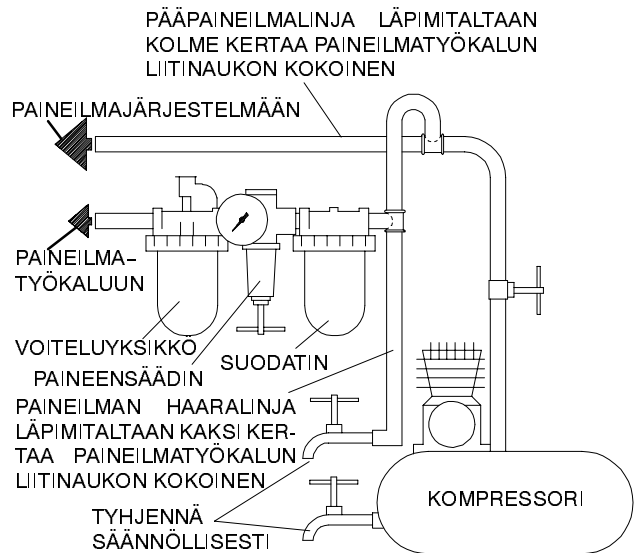 PÄÄPAINEILMALINJA LÄPIMITALTAAN
KOLME KERTAA PAINEILMATYÖKALUN
LIITINAUKON KOKOINEN
PAINEILMAJÄRJESTELMÄÄN
PAINEILMA-
TYÖKALUUN
VOITELUYKSIKKÖ
SUODATIN
PAINEENSÄÄDIN
PAINEILMAN HAARALINJA
LÄPIMITALTAAN KAKSI KER-
TAA PAINEILMATYÖKALUN
LIITINAUKON KOKOINEN
KOMPRESSORI
TYHJENNÄ
SÄÄNNÖLLISESTI